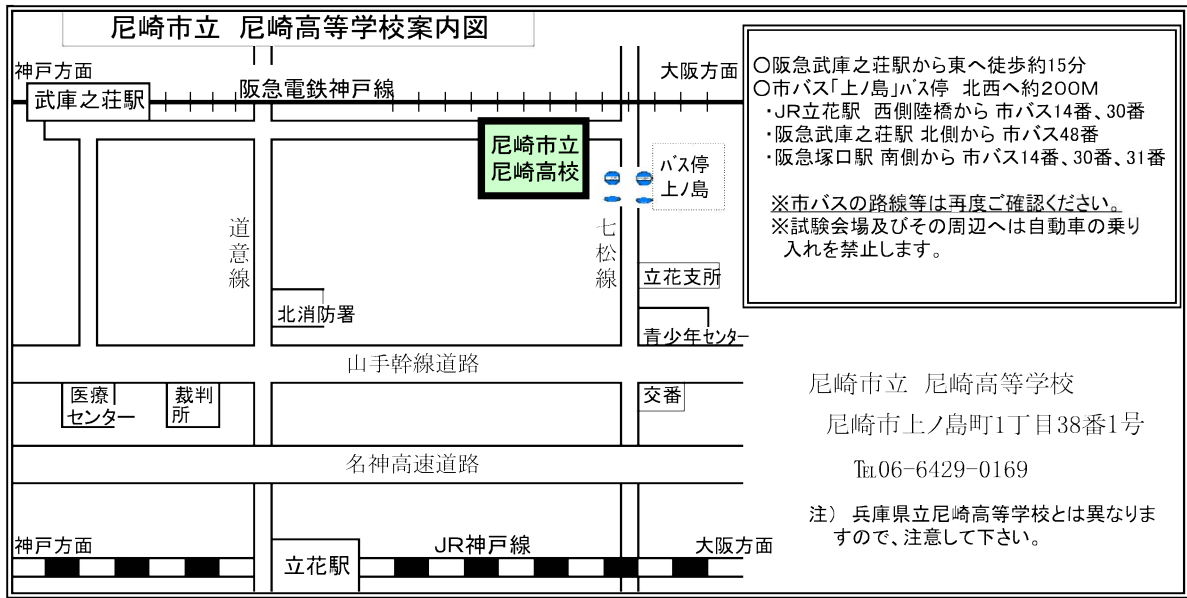 尼崎市立 尼崎高等学校案内図
神戸方面
大阪方面
武庫之荘駅
阪急電鉄神戸線
尼崎市立
尼崎高校
バス停
上ノ島
道意線
七松線
立花支所
北消防署
青少年センター
山手幹線道路
医療
センター
裁判
所
交番
名神高速道路
神戸方面
JR神戸線
大阪方面
立花駅
○阪急武庫之荘駅から東へ徒歩約15分
○市バス「上ノ島」バス停 北西へ約200M
・JR立花駅 西側陸橋から 市バス14番、30番
・阪急武庫之荘駅 北側から 市バス48番
・阪急塚口駅 南側から 市バス14番、30番、31番
※市バスの路線等は再度ご確認ください。
※試験会場及びその周辺へは自動車の乗り
入れを禁止します。
尼崎市立 尼崎高等学校
尼崎市上ノ島町1丁目38番1号
℡06-6429-0169
注） 兵庫県立尼崎高等学校とは異なりま
すので、注意して下さい。